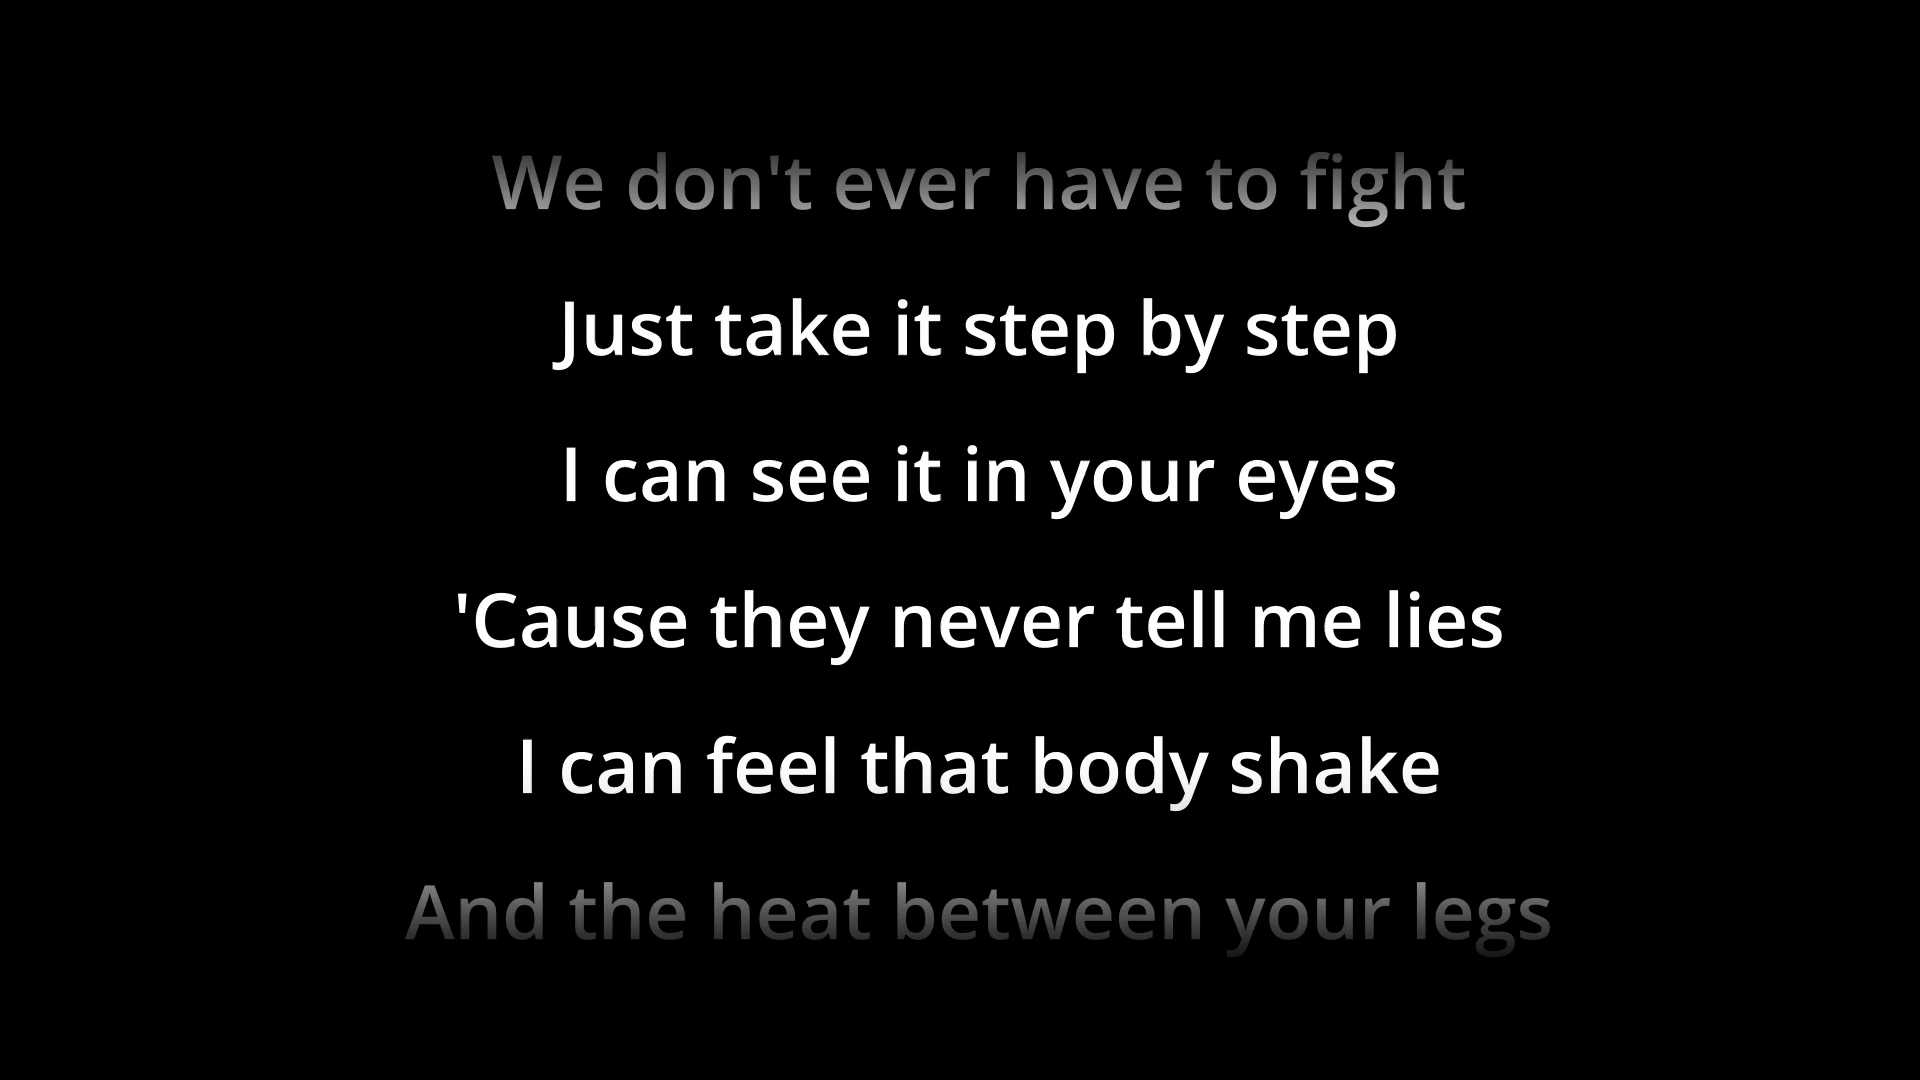 We don't ever have to fight
Just take it step by step
I can see it in your eyes
'Cause they never tell me lies
I can feel that body shake
And the heat between your legs